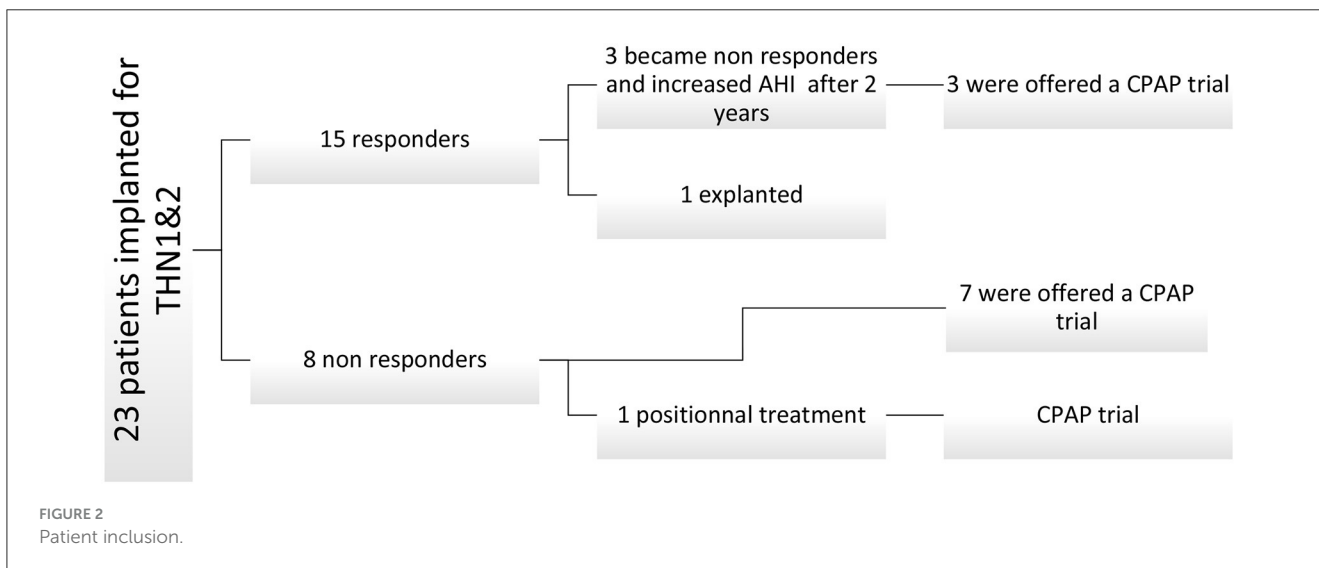 23 patients implanted for
THN1&2
15 responders
3 became non responders
and increased AHI after 2
years
3 were offered a CPAP trial
1 explanted
8 non responders
7 were offered a CPAP
trial
1 positionnal treatment
CPAP trial
FIGURE 2
Patient inclusion.